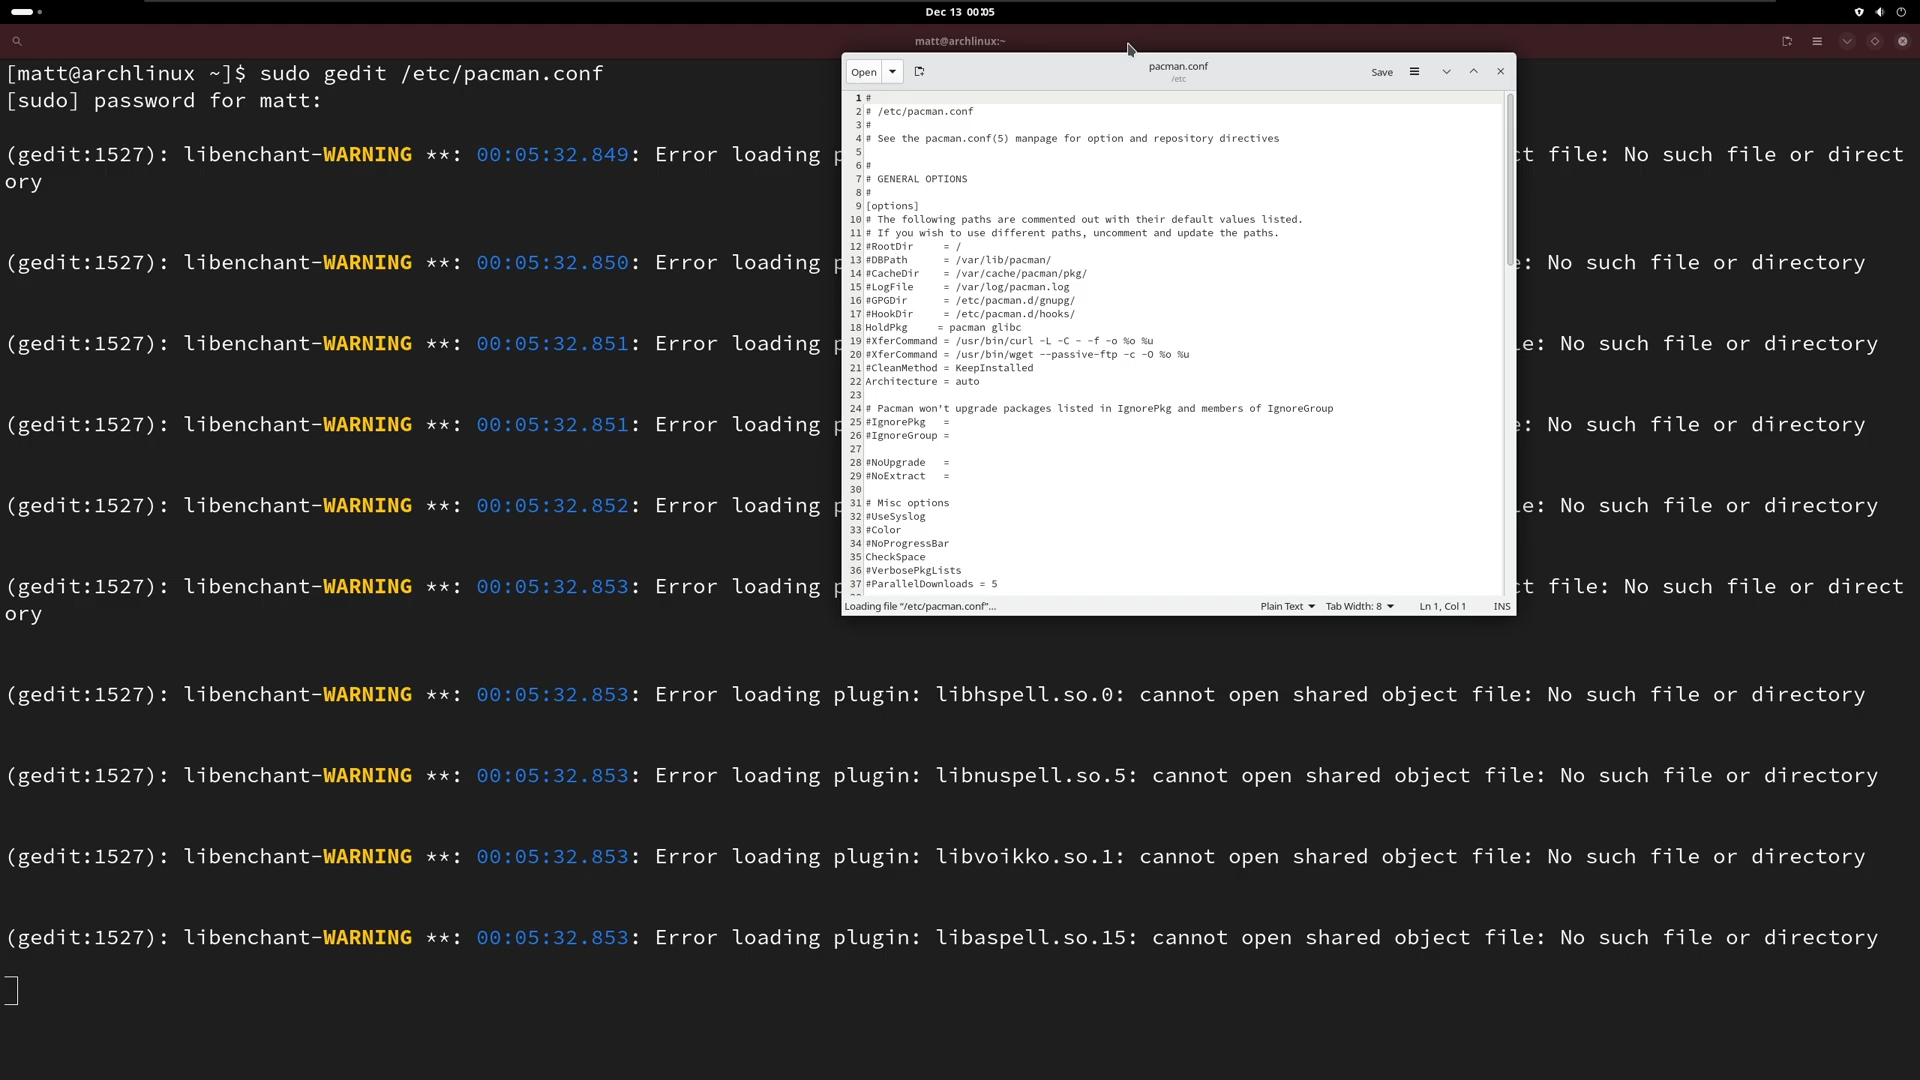 Dec 13 00:05
matt@archlinux:~
[matt@archlinux ~]$ sudo gedit /etc/pacman.conf
[sudo] password for matt:
(gedit:1527): libenchant-WARNING **: 00:05:32.849: Error loading p
ct file: No such file or direct
ory
(gedit:1527): libenchant-WARNING **: 00:05:32.850: Error loading p
e: No such file or directory
(gedit:1527): libenchant-WARNING **: 00:05:32.851: Error loading p
le: No such file or directory
(gedit:1527): libenchant-WARNING **: 00:05:32.851: Error loading p
e: No such file or directory
(gedit:1527): libenchant-WARNING **: 00:05:32.852: Error loading p
le: No such file or directory
(gedit:1527): libenchant-WARNING **: 00:05:32.853: Error loading p
ct file: No such file or direct
ory
(gedit:1527): libenchant-WARNING **: 00:05:32.853: Error loading plugin: libhspell.so.0: cannot open shared object file: No such file or directory
(gedit:1527): libenchant-WARNING **: 00:05:32.853: Error loading plugin: libnuspell.so.5: cannot open shared object file: No such file or directory
(gedit:1527): libenchant-WARNING **: 00:05:32.853: Error loading plugin: libvoikko.so.1: cannot open shared object file: No such file or directory
(gedit:1527): libenchant-WARNING **: 00:05:32.853: Error loading plugin: libaspell.so.15: cannot open shared object file: No such file or directory
Open
pacman.conf
/etc
Save
1 #
2 # /etc/pacman.conf
3 #
4 # See the pacman.conf(5) manpage for option and repository directives
5
6 #
7 # GENERAL OPTIONS
8 #
9 [options]
10 # The following paths are commented out with their default values listed.
11 # If you wish to use different paths, uncomment and update the paths.
12 #RootDir     = /
13 #DBPath      = /var/lib/pacman/
14 #CacheDir    = /var/cache/pacman/pkg/
15 #LogFile     = /var/log/pacman.log
16 #GPGDir      = /etc/pacman.d/gnupg/
17 #HookDir     = /etc/pacman.d/hooks/
18 HoldPkg     = pacman glibc
19 #XferCommand = /usr/bin/curl -L -C - -f -o %o %u
20 #XferCommand = /usr/bin/wget --passive-ftp -c -O %o %u
21 #CleanMethod = KeepInstalled
22 Architecture = auto
23
24 # Pacman won't upgrade packages listed in IgnorePkg and members of IgnoreGroup
25 #IgnorePkg   =
26 #IgnoreGroup =
27
28 #NoUpgrade   =
29 #NoExtract   =
30
31 # Misc options
32 #UseSyslog
33 #Color
34 #NoProgressBar
35 CheckSpace
36 #VerbosePkgLists
37 #ParallelDownloads = 5
Loading file "/etc/pacman.conf"...
Plain Text
Tab Width: 8
Ln 1, Col 1
INS